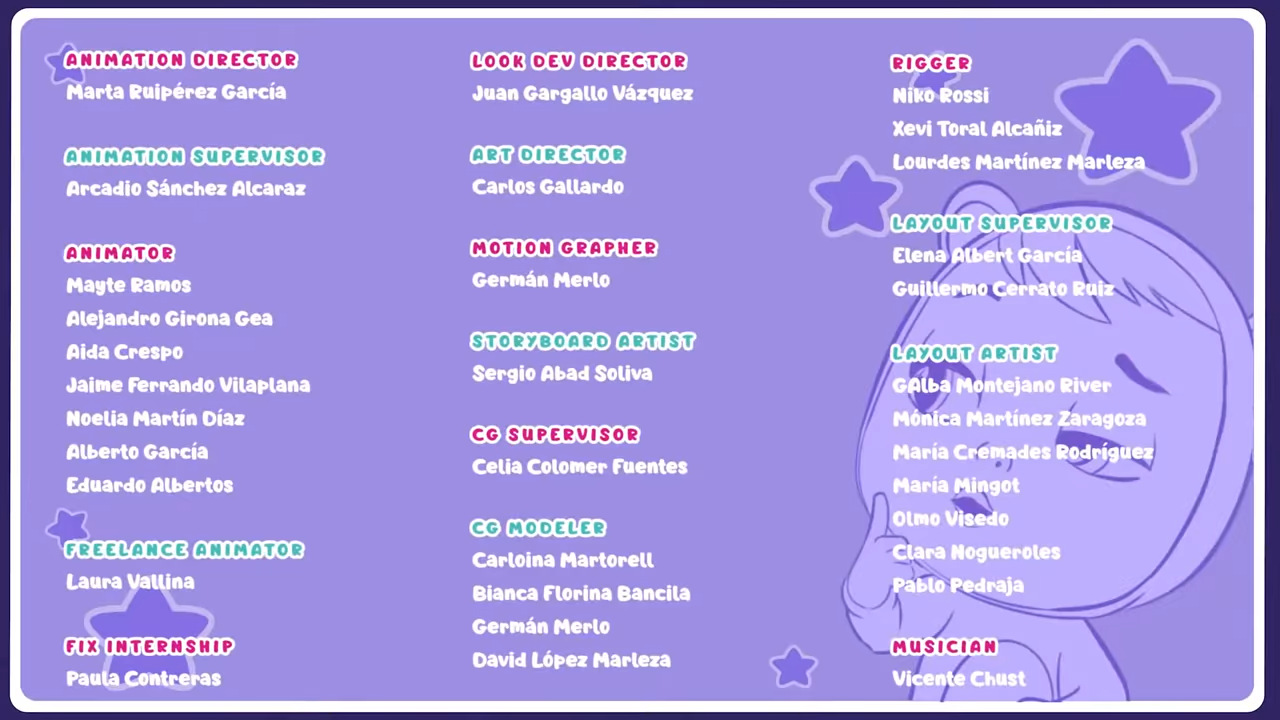 ANIMATION DIRECTOR
Marta Ruipérez García
ANIMATION SUPERVISOR
Arcadio Sánchez Alcaraz
ANIMATOR
Mayte Ramos
Alejandro Girona Gea
Aida Crespo
Jaime Ferrando Vilaplana
Noelia Martín Díaz
Alberto García
Eduardo Albertos
FREELANCE ANIMATOR
Laura Vallina
FIX INTERNSHIP
Paula Contreras
LOOK DEV DIRECTOR
Juan Gargallo Vázquez
ART DIRECTOR
Carlos Gallardo
MOTION GRAPHER
Germán Merlo
STORYBOARD ARTIST
Sergio Abad Soliva
CG SUPERVISOR
Celia Colomer Fuentes
CG MODELER
Carloina Martorell
Bianca Florina Bancila
Germán Merlo
David López Marleza
RIGGER
Niko Rossi
Xevi Toral Alcañiz
Lourdes Martínez Marleza
LAYOUT SUPERVISOR
Elena Albert García
Guillermo Cerrato Ruiz
LAYOUT ARTIST
GAlba Montejano River
Mónica Martínez Zaragoza
María Cremades Rodríguez
María Mingot
Olmo Visedo
Clara Nogueroles
Pablo Pedraja
MUSICIAN
Vicente Chust